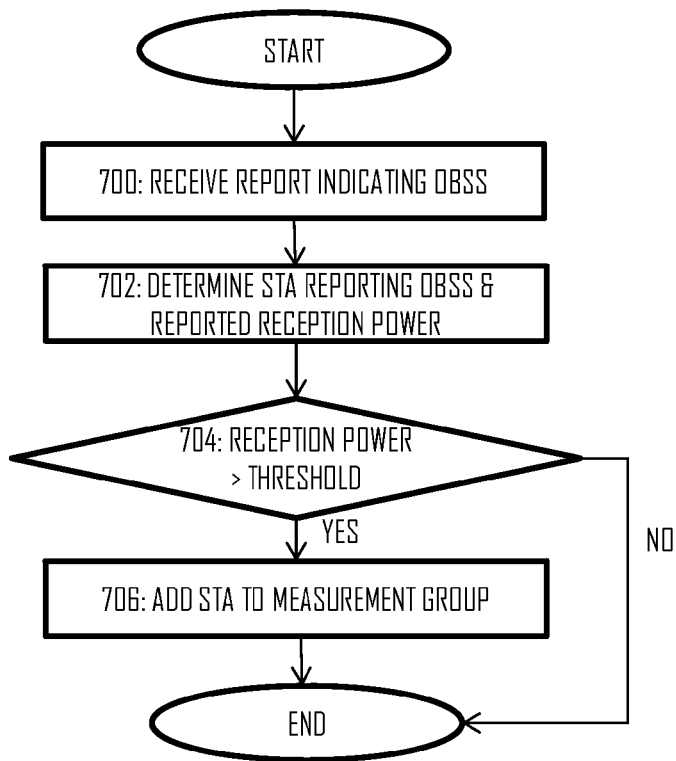 START
700: RECEIVE REPORT INDICATING OBSS
702: DETERMINE STA REPORTING OBSS &
REPORTED RECEPTION POWER
704: RECEPTION POWER
> THRESHOLD
YES
NO
706: ADD STA TO MEASUREMENT GROUP
END